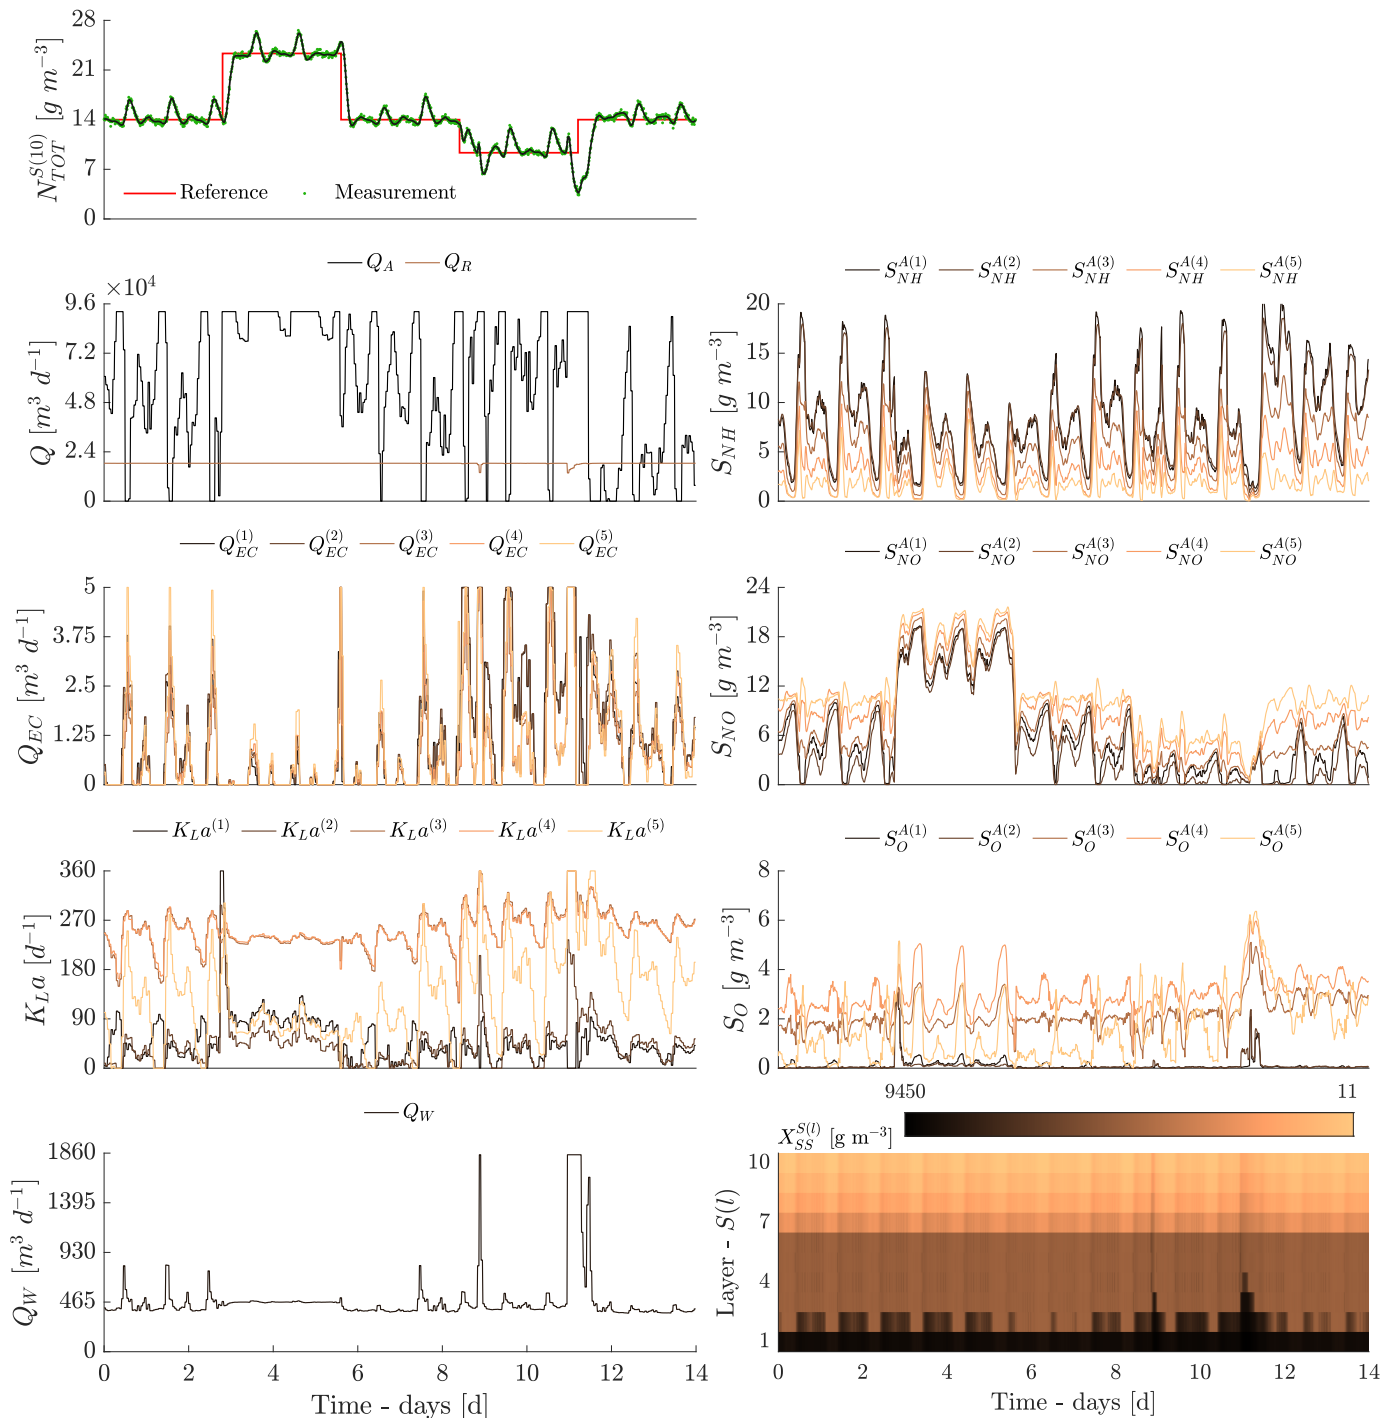 28
21
14
7
0
N_{TOT}^{S(10)} [g m^{-3}]
Reference
Measurement
Q_A Q_R
×10^4
9.6
7.2
4.8
2.4
0
Q [m^3 d^{-1}]
S_{NH}^{A(1)} S_{NH}^{A(2)} S_{NH}^{A(3)} S_{NH}^{A(4)} S_{NH}^{A(5)}
20
15
10
5
0
S_{NH} [g m^{-3}]
Q_{EC}^{(1)} Q_{EC}^{(2)} Q_{EC}^{(3)} Q_{EC}^{(4)} Q_{EC}^{(5)}
5
3.75
2.5
1.25
0
Q_{EC} [m^3 d^{-1}]
S_{NO}^{A(1)} S_{NO}^{A(2)} S_{NO}^{A(3)} S_{NO}^{A(4)} S_{NO}^{A(5)}
24
18
12
6
0
S_{NO} [g m^{-3}]
K_La^{(1)} K_La^{(2)} K_La^{(3)} K_La^{(4)} K_La^{(5)}
360
270
180
90
0
K_La [d^{-1}]
S_O^{A(1)} S_O^{A(2)} S_O^{A(3)} S_O^{A(4)} S_O^{A(5)}
8
6
4
2
0
S_O [g m^{-3}]
Q_W
1860
1395
930
465
0
Q_W [m^3 d^{-1}]
0 2 4 6 8 10 12 14
Time - days [d]
9450 11
X_{SS}^{S(l)} [g m^{-3}]
10
7
4
1
Layer - S(l)
0 2 4 6 8 10 12 14
Time - days [d]